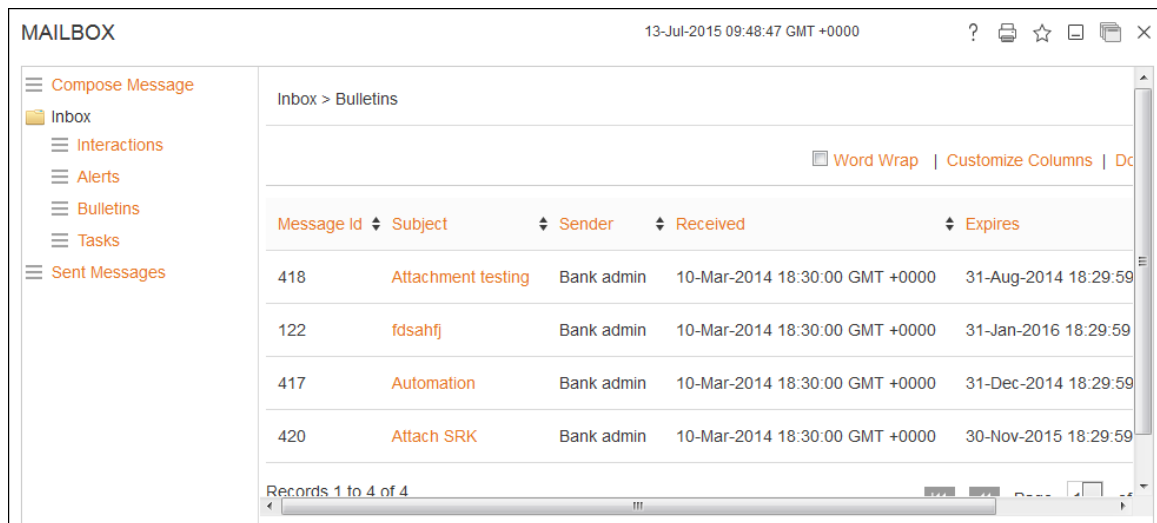 MAILBOX 13-Jul-2015 09:48:47 GMT +0000 ?
Compose Message
Inbox
Interactions
Alerts
Bulletins
Tasks
Sent Messages
Inbox > Bulletins
Word Wrap | Customize Columns |
Message Id Subject Sender Received Expires
418 Attachment testing Bank admin 10-Mar-2014 18:30:00 GMT +0000 31-Aug-2014 18:29:59
122 fdsahfj Bank admin 10-Mar-2014 18:30:00 GMT +0000 31-Jan-2016 18:29:59
417 Automation Bank admin 10-Mar-2014 18:30:00 GMT +0000 31-Dec-2014 18:29:59
420 Attach SRK Bank admin 10-Mar-2014 18:30:00 GMT +0000 30-Nov-2015 18:29:59
Records 1 to 4 of 4